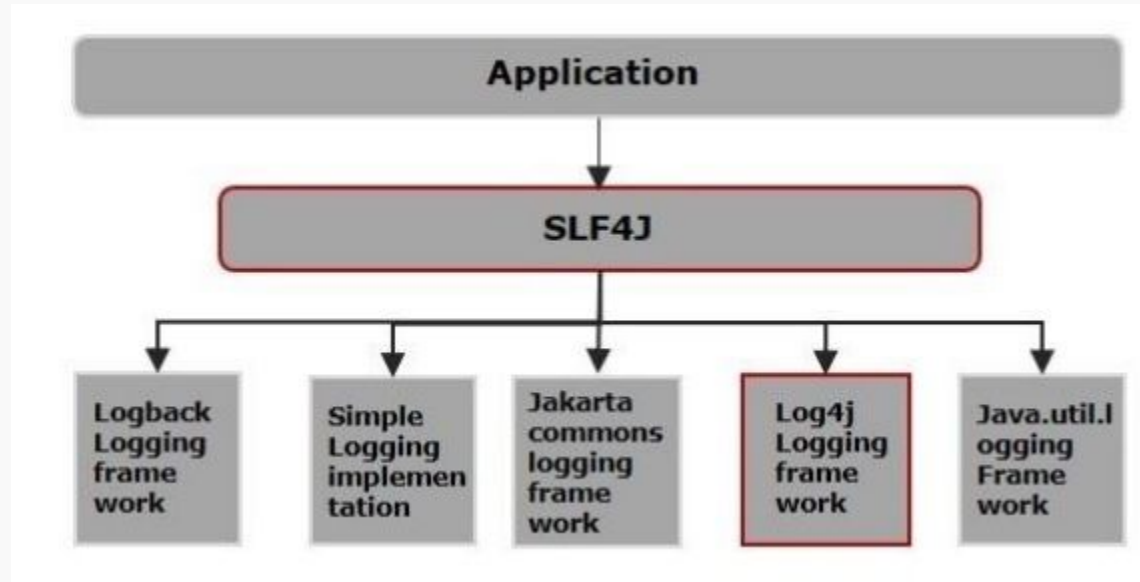 Application
SLF4J
Logback
Logging
frame
work
Simple
Logging
implemen
tation
Jakarta
commons
logging
frame
work
Log4j
Logging
frame
work
Java.util.l
ogging
Frame
work